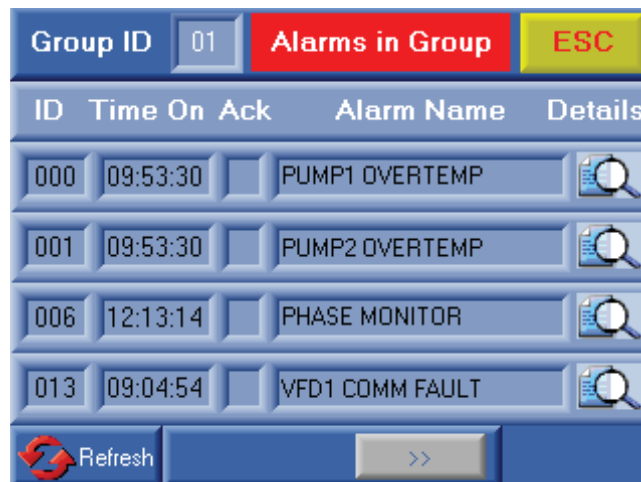 Group ID 01 Alarms in Group ESC
ID Time On Ack Alarm Name Details
000 09:53:30 PUMP1 OVERTEMP
001 09:53:30 PUMP2 OVERTEMP
006 12:13:14 PHASE MONITOR
013 09:04:54 VFD1 COMM FAULT
Refresh >>